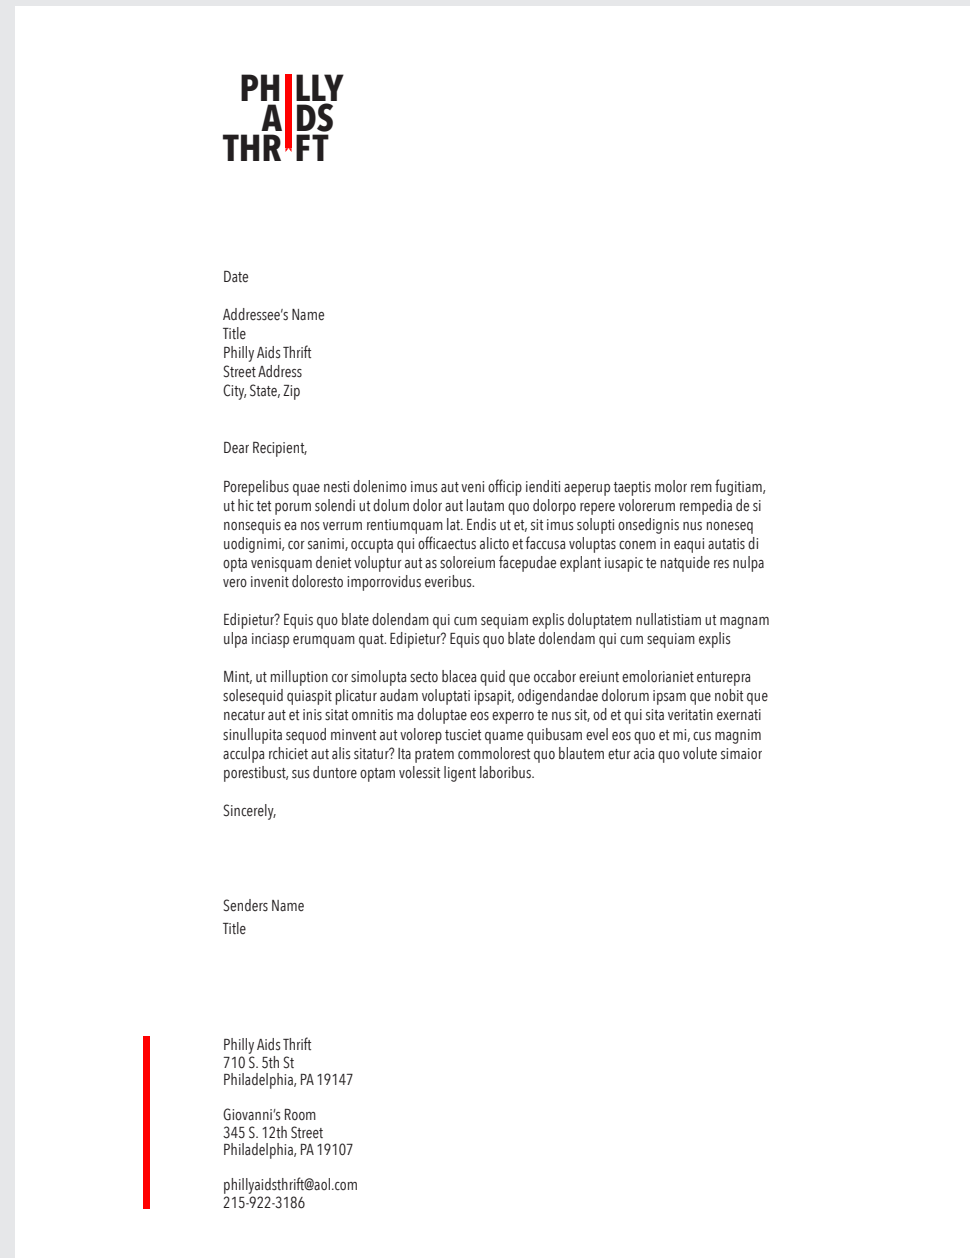 PHILLY
AIDS
THRIFT
Date
Addressee's Name
Title
Philly Aids Thrift
Street Address
City, State, Zip
Dear Recipient,
Porepelibus quae nesti dolenimo imus aut veni officip ienditi aeperup taeptis molor rem fugitiam,
ut hic tet porum solendi ut dolum dolor aut lautam quo dolorpo repere volorerum rempedia de si
nonsequis ea nos verrum rentiumquam lat. Endis ut et, sit imus solupti onsedignis nus noneseq
uodignimi, cor sanimi, occupta qui officaectus alicto et faccusa voluptas conem in eaqui autatis di
opta venisquam deniet voluptur aut as soloreium facepudae explant iusapic te natquide res nulpa
vero invenit doloresto imporrovidus everibus.
Edipietur? Equis quo blate dolendam qui cum sequiam explis doluptatem nullatistiam ut magnam
ulpa inciasp erumquam quat. Edipietur? Equis quo blate dolendam qui cum sequiam explis
Mint, ut milluption cor simolupta secto blacea quid que occabor ereiunt emolorianiet enturepra
solesequid quiaspit plicatur audam voluptati ipsapit, odigendandae dolorum ipsam que nobit que
necatur aut et inis sitat omnitis ma doluptae eos experro te nus sit, od et qui sita veritatin exernati
sinullupita sequod minvent aut volorep tusciet quame quibusam evel eos quo et mi, cus magnim
acculpa rchiciet aut alis sitatur? Ita pratem commolorest quo blautem etur acia quo volute simaior
porestibust, sus duntore optam volessit ligent laboribus.
Sincerely,
Senders Name
Title
Philly Aids Thrift
710 S. 5th St
Philadelphia, PA 19147
Giovanni's Room
345 S. 12th Street
Philadelphia, PA 19107
phillyaidsthrift@aol.com
215-922-3186